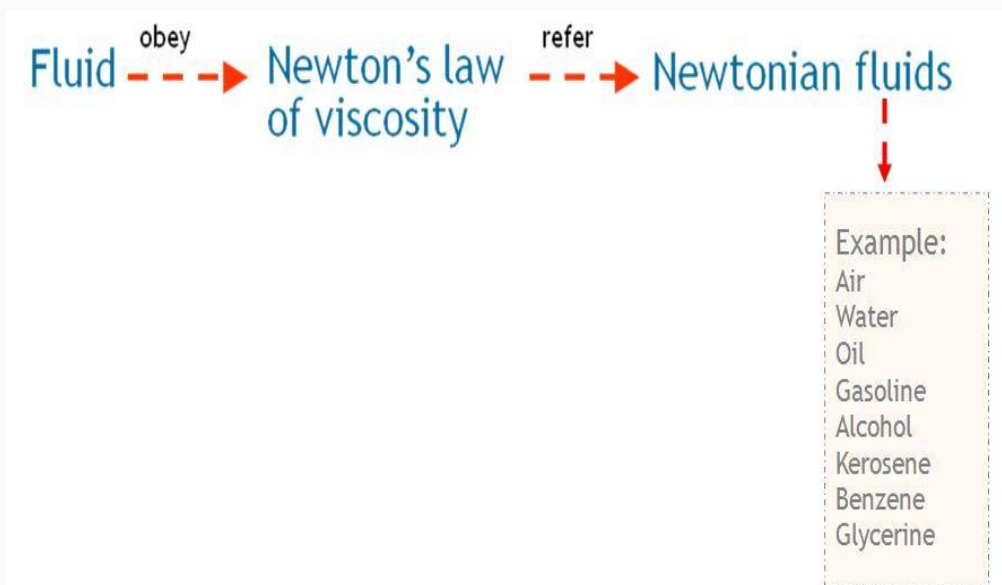 obey
refer
Fluid
Newton's law
of viscosity
Newtonian fluids
Example:
Air
Water
Oil
Gasoline
Alcohol
Kerosene
Benzene
Glycerine